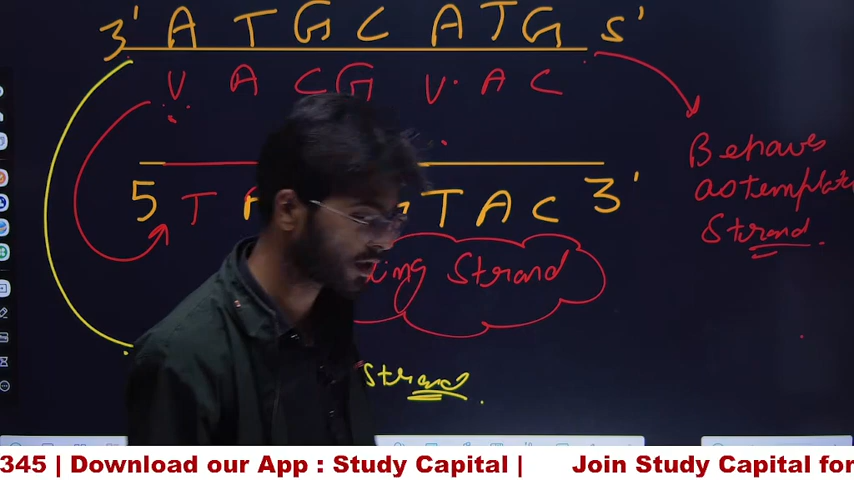 3' A T G C A T G 5'
U A C G U A C
Behaves
as template
Strand
5 T A T A C 3'
Strand
Strand
345 | Download our App : Study Capital | Join Study Capital for